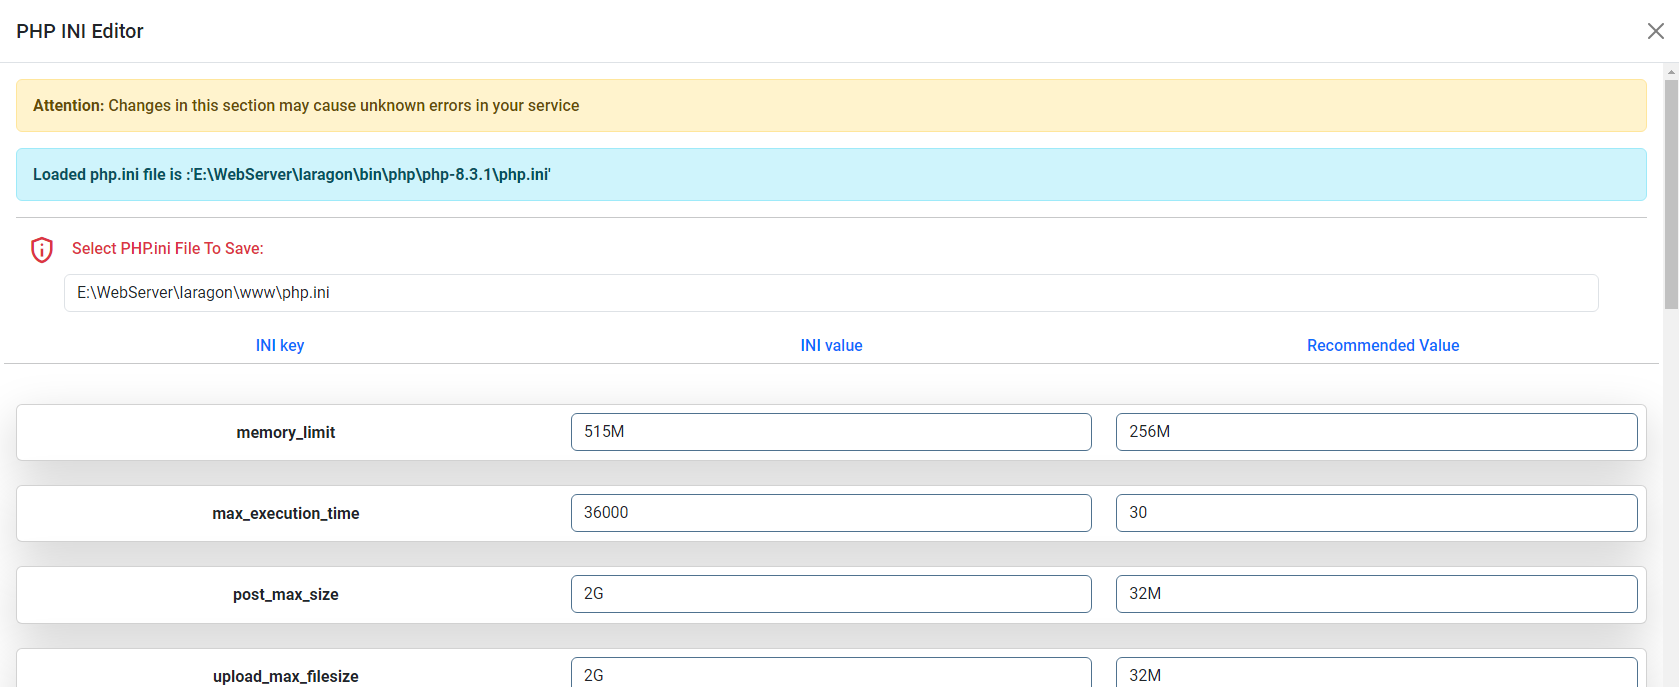 PHP INI Editor
Attention: Changes in this section may cause unknown errors in your service
Loaded php.ini file is :'E:\WebServer\laragon\bin\php\php-8.3.1\php.ini'
Select PHP.ini File To Save:
E:\WebServer\laragon\www\php.ini
INI key INI value Recommended Value
memory_limit 515M 256M
max_execution_time 36000 30
post_max_size 2G 32M
upload_max_filesize 2G 32M